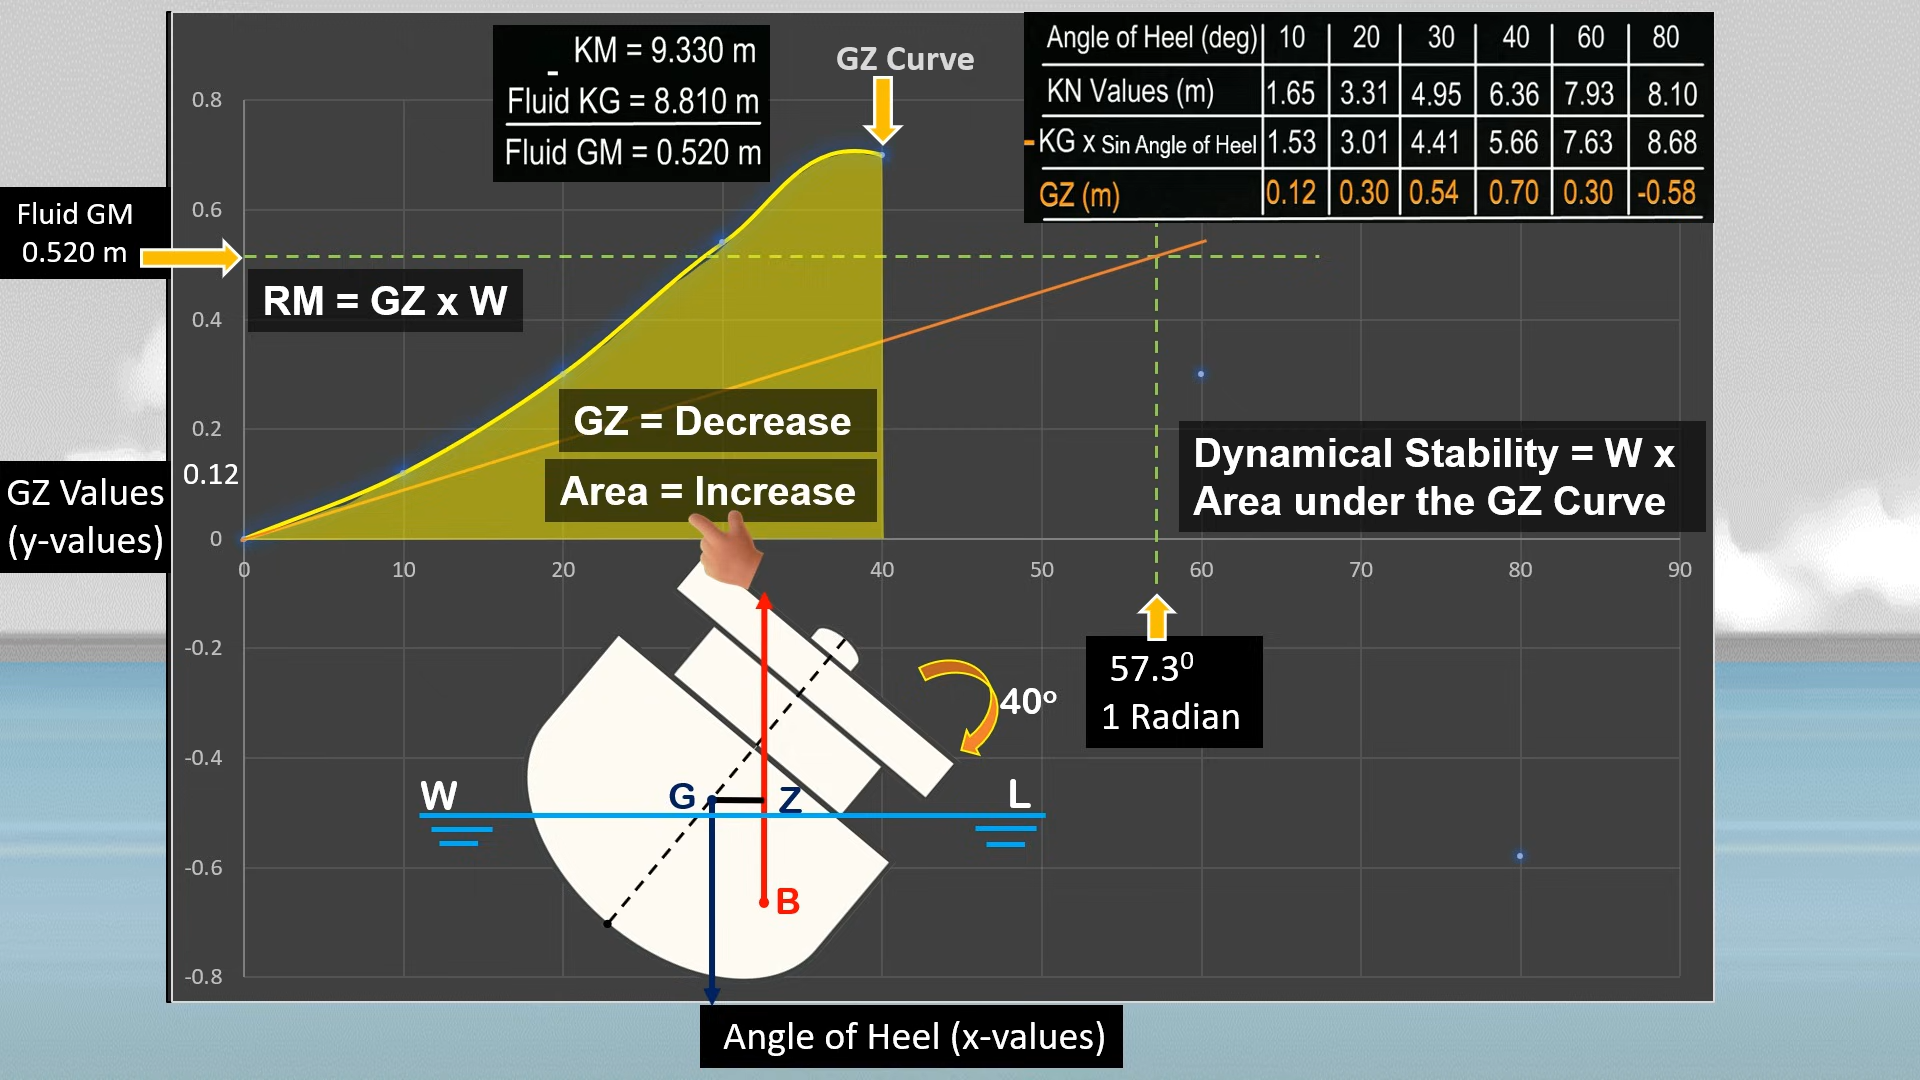 KM = 9.330 m
-
Fluid KG = 8.810 m
Fluid GM = 0.520 m
GZ Curve
Angle of Heel (deg) 10 20 30 40 60 80
KN Values (m) 1.65 3.31 4.95 6.36 7.93 8.10
-KG x Sin Angle of Heel 1.53 3.01 4.41 5.66 7.63 8.68
GZ (m) 0.12 0.30 0.54 0.70 0.30 -0.58
0.8
0.6
Fluid GM
0.520 m
RM = GZ x W
0.4
GZ = Decrease
0.2
0.12
Area = Increase
Dynamical Stability = W x
Area under the GZ Curve
GZ Values
(y-values)
0
0 10 20 40 50 60 70 80 90
-0.2
57.3⁰
1 Radian
40º
-0.4
W
L
G
Z
-0.6
B
-0.8
Angle of Heel (x-values)